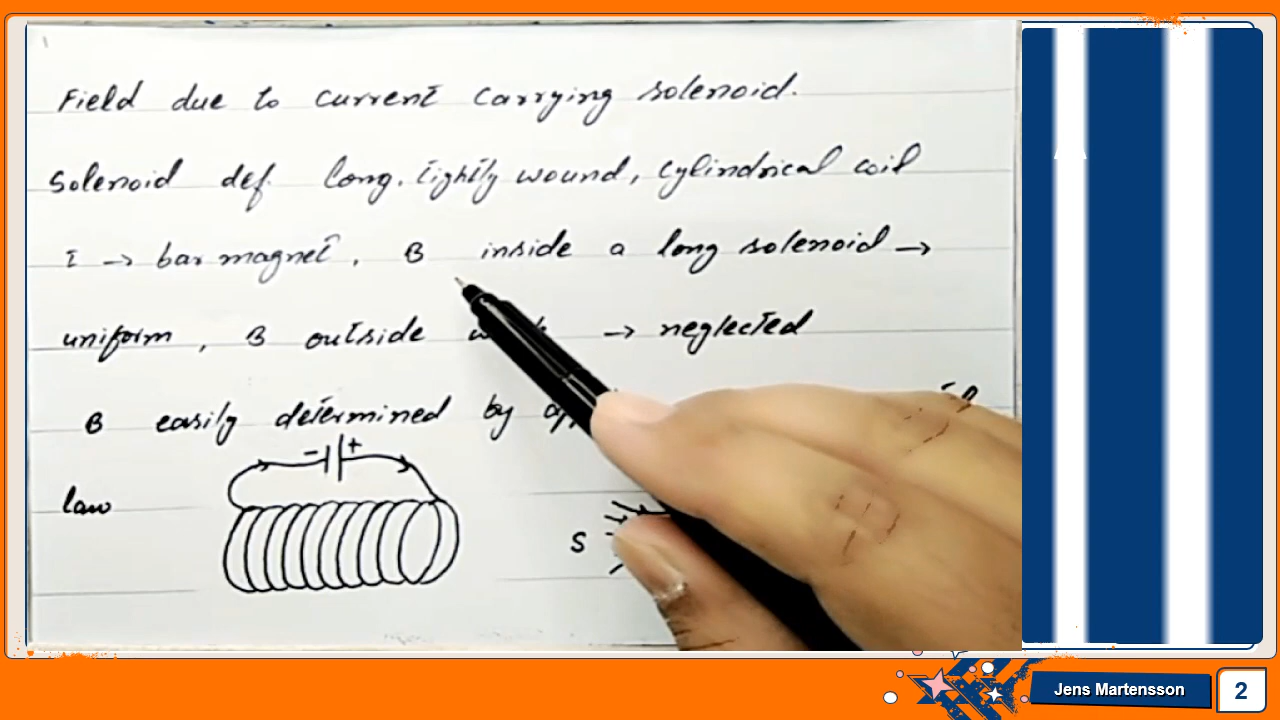 Field due to current carrying solenoid.
Solenoid def. long, tightly wound, cylindrical coil
I → bar magnet, B inside a long solenoid →
uniform, B outside → neglected
B easily determined by
law
- +
S
Jens Martensson
2